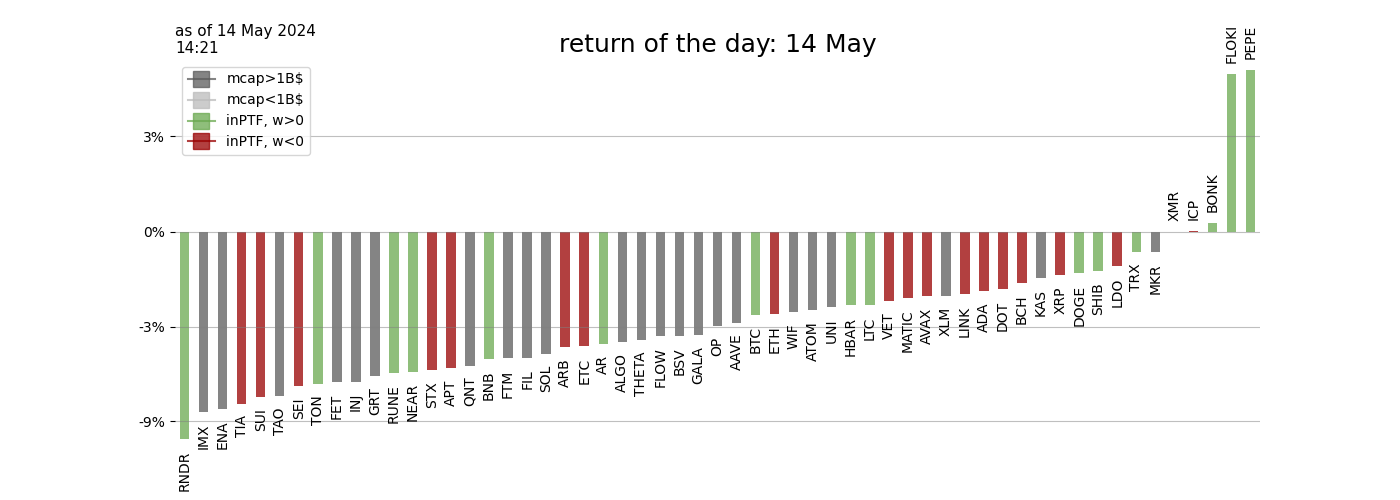 as of 14 May 2024
14:21
return of the day: 14 May
mcap>1B$
mcap<1B$
inPTF, w>0
inPTF, w<0
3%
0%
-3%
-9%
RNDR
IMX
ENA
TIA
SUI
TAO
SEI
TON
FET
INJ
GRT
RUNE
NEAR
STX
APT
QNT
BNB
FTM
FIL
SOL
ARB
ETC
AR
ALGO
THETA
FLOW
BSV
GALA
OP
AAVE
BTC
ETH
WIF
ATOM
UNI
HBAR
LTC
VET
MATIC
AVAX
XLM
LINK
ADA
DOT
BCH
KAS
XRP
DOGE
SHIB
LDO
TRX
MKR
XMR
ICP
BONK
FLOKI
PEPE